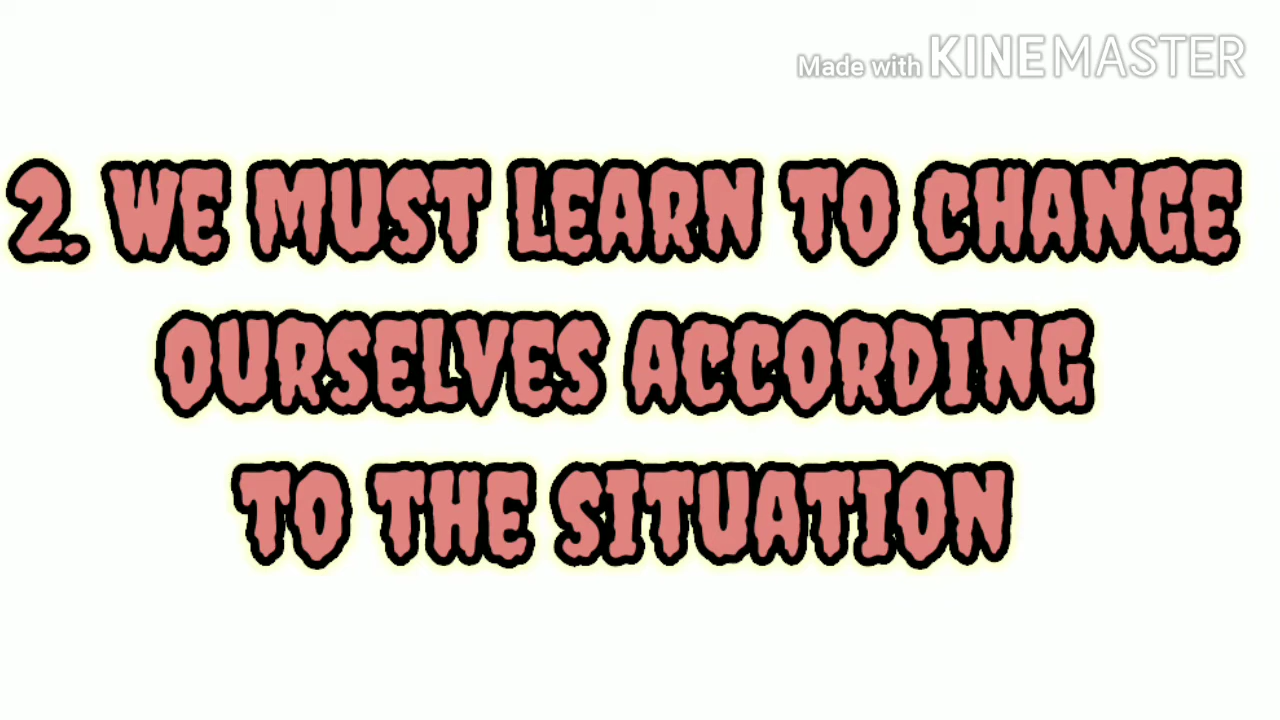 Made with KINEMASTER
2. WE MUST LEARN TO CHANGE
OURSELVES ACCORDING
TO THE SITUATION